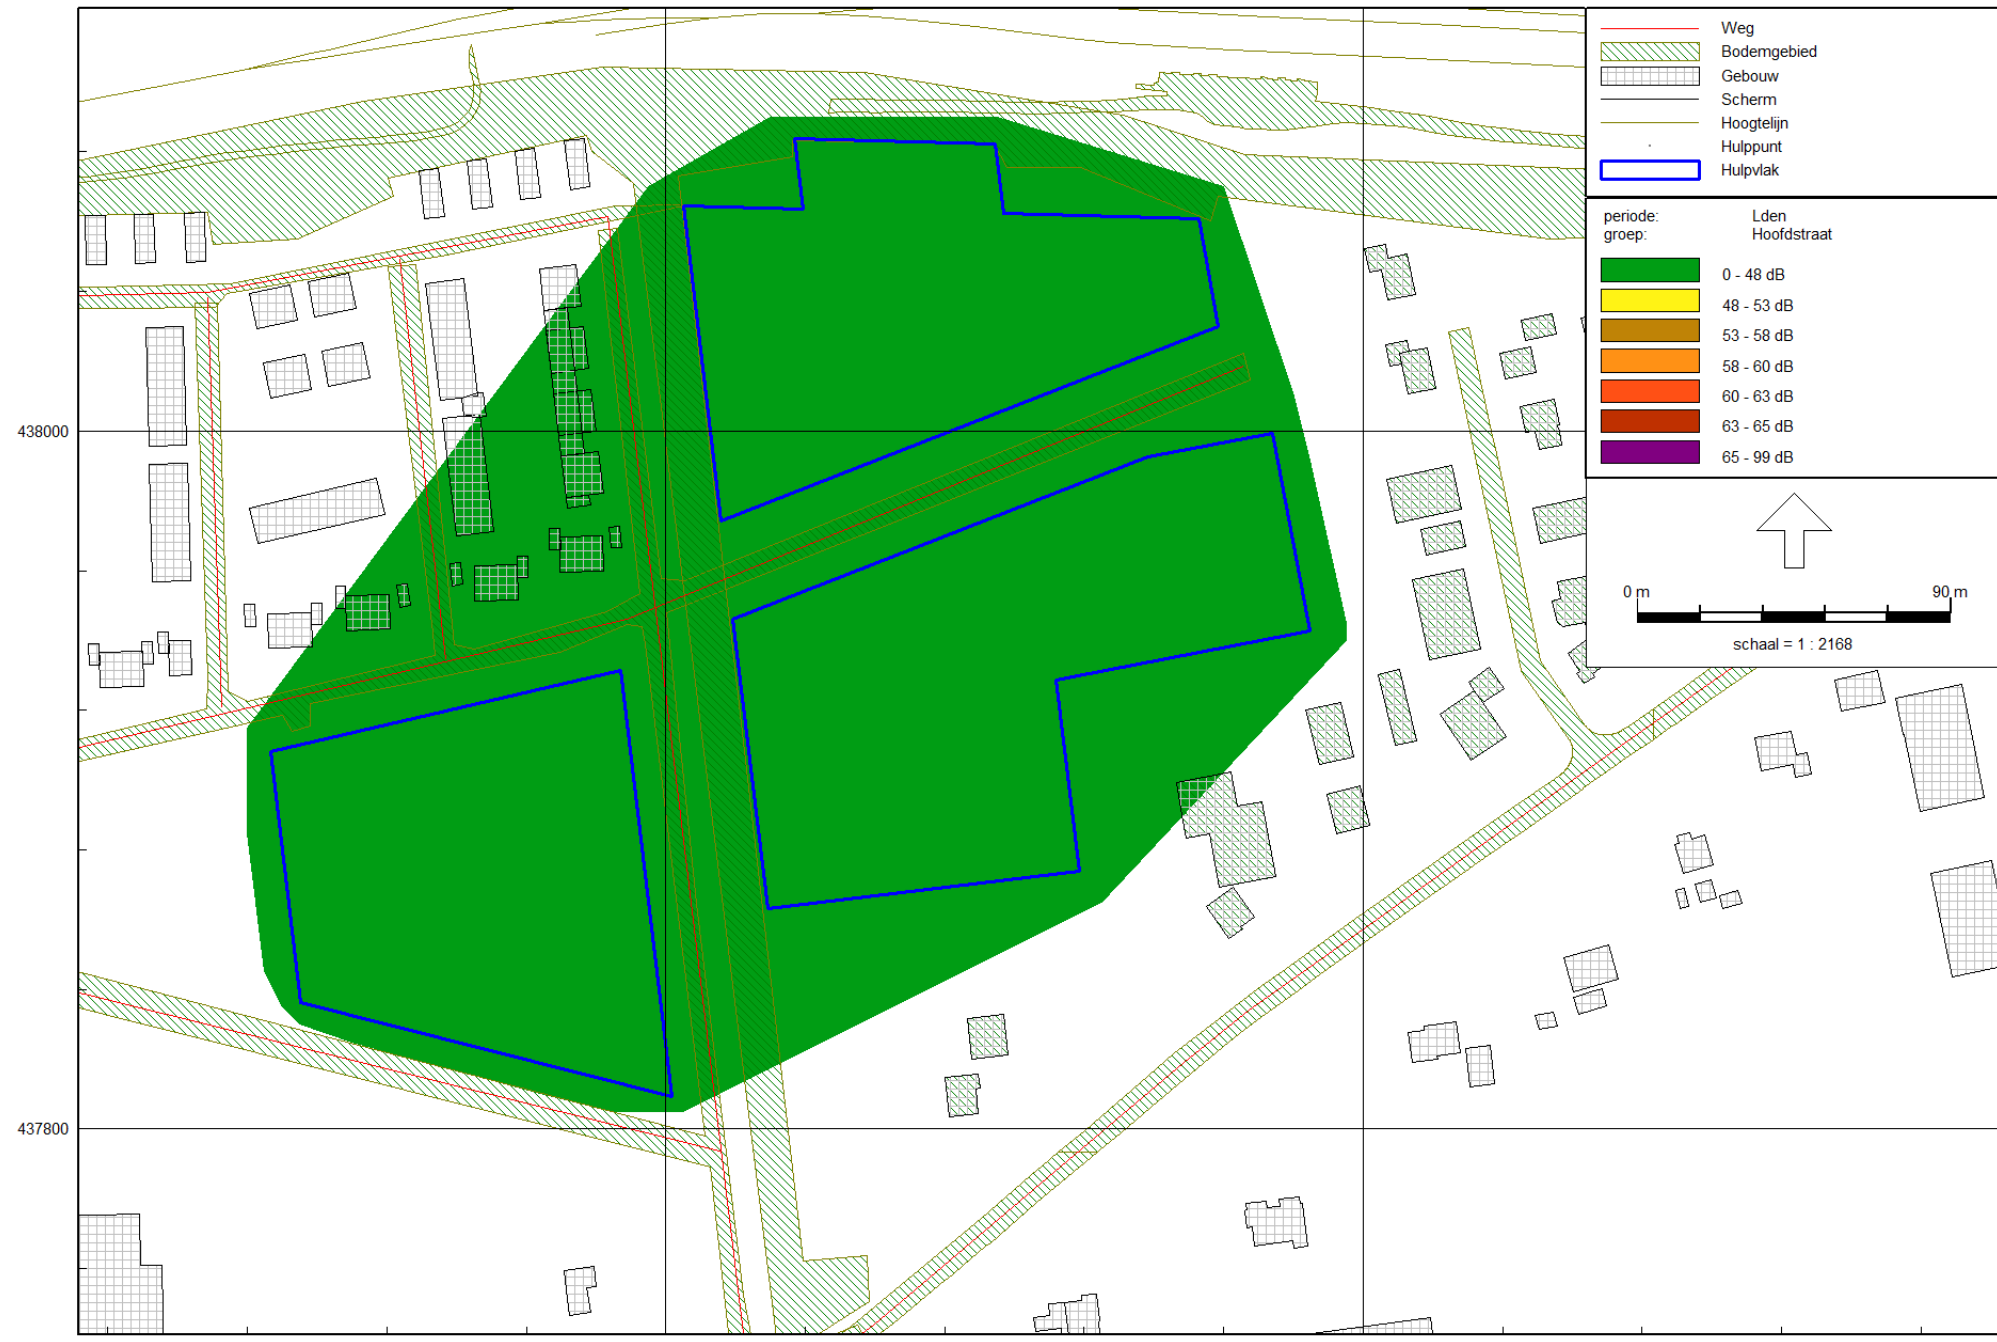 Weg
Bodemgebied
Gebouw
Scherm
Hoogtelijn
Hulppunt
Hulpvlak
periode: Lden
groep: Hoofdstraat
0 - 48 dB
48 - 53 dB
53 - 58 dB
58 - 60 dB
60 - 63 dB
63 - 65 dB
65 - 99 dB
438000
0 m 90 m
schaal = 1 : 2168
437800